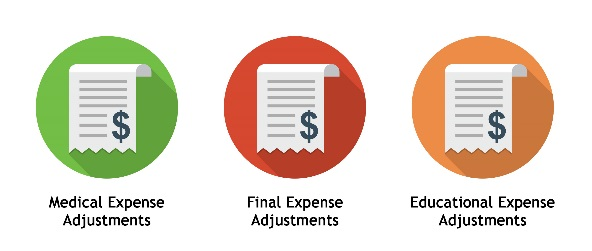 $
$
$
Medical Expense
Adjustments
Final Expense
Adjustments
Educational Expense
Adjustments